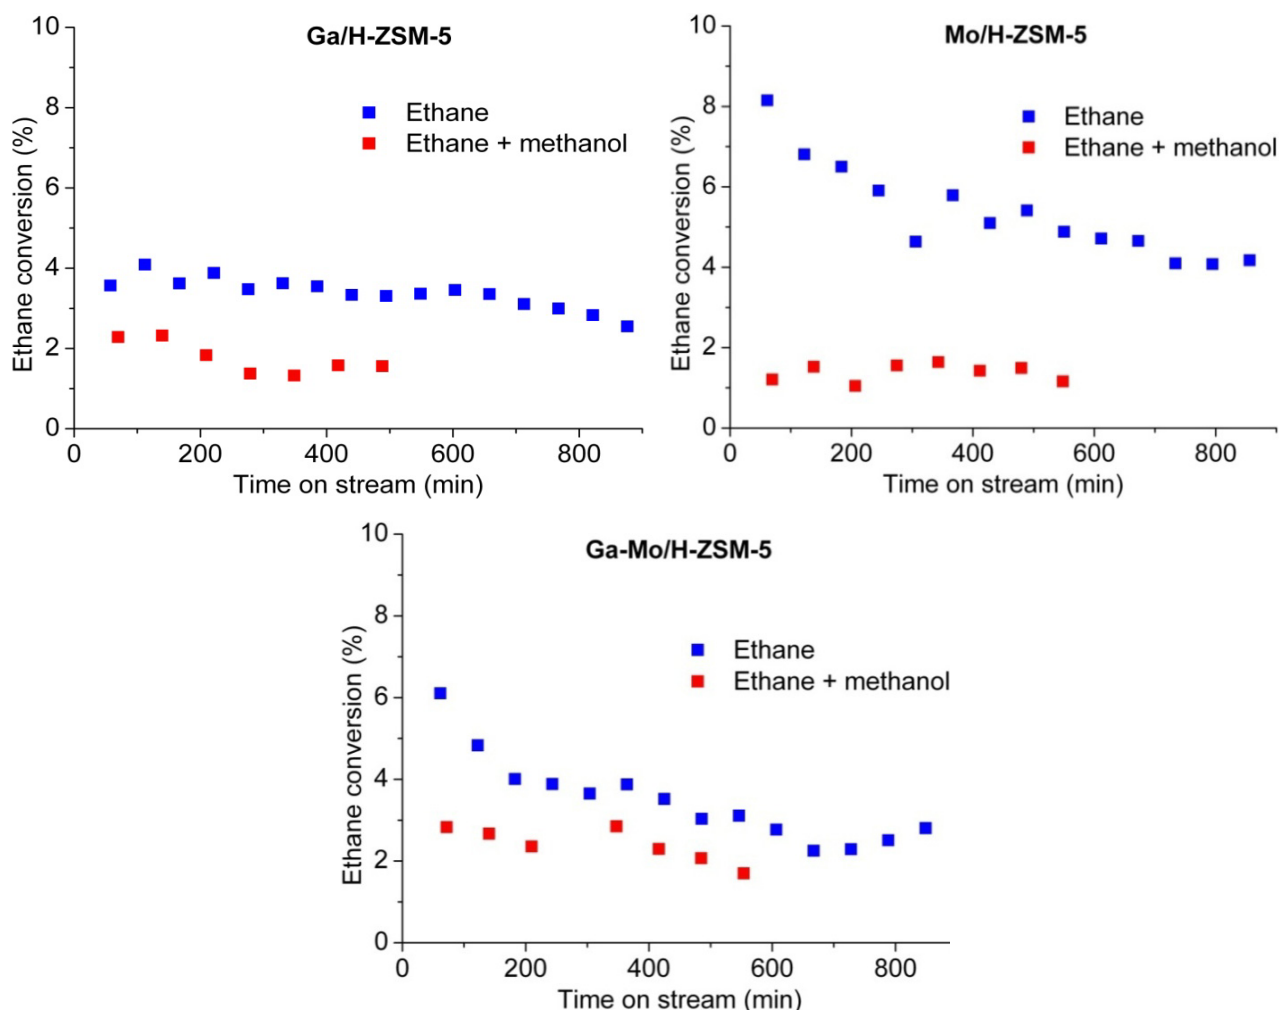 Ga/H-ZSM-5
Ethane
Ethane + methanol
Ethane conversion (%)
10
8
6
4
2
0
0 200 400 600 800
Time on stream (min)
Mo/H-ZSM-5
Ethane
Ethane + methanol
Ethane conversion (%)
10
8
6
4
2
0
0 200 400 600 800
Time on stream (min)
Ga-Mo/H-ZSM-5
Ethane
Ethane + methanol
Ethane conversion (%)
10
8
6
4
2
0
0 200 400 600 800
Time on stream (min)